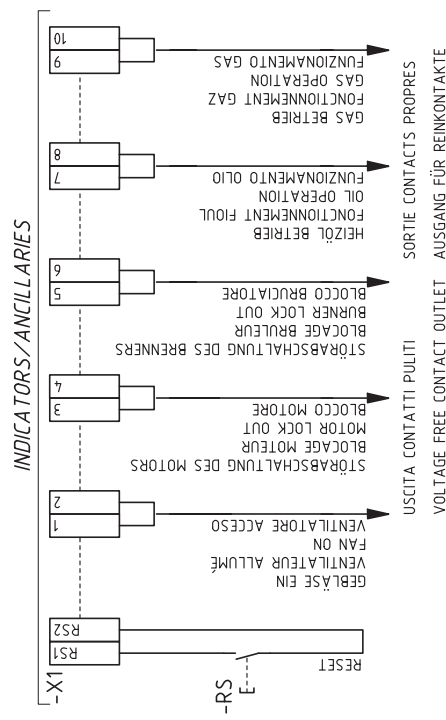 INDICATORS/ANCILLARIES
-X1
RS1
RS2
1
2
3
4
5
6
7
8
9
10
-RS
RESET
VENTILATORE ACCESO
FAN ON
VENTILATEUR ALLUMÉ
GEBLÄSE EIN
BLOCCO MOTORE
MOTOR LOCK OUT
BLOCAGE MOTEUR
STÖRABSCHALTUNG DES MOTORS
BLOCCO BRUCIATORE
BURNER LOCK OUT
BLOCAGE BRULEUR
STÖRABSCHALTUNG DES BRENNERS
FUNZIONAMENTO OLIO
OIL OPERATION
FONCTIONNEMENT FIOUL
HEIZÖL BETRIEB
FUNZIONAMENTO GAS
GAS OPERATION
FONCTIONNEMENT GAZ
GAS BETRIEB
USCITA CONTATTI PULITI
SORTIE CONTACTS PROPRES
VOLTAGE FREE CONTACT OUTLET
AUSGANG FÜR REINKONTAKTE